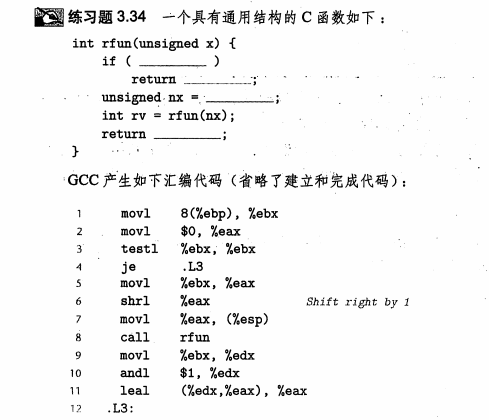 练习题 3.34 一个具有通用结构的 C 函数如下：
int rfun(unsigned x) {
if ( ________ )
return ________;
unsigned nx = ________;
int rv = rfun(nx);
return ________;
}
GCC 产生如下汇编代码（省略了建立和完成代码）：
1 movl 8(%ebp), %ebx
2 movl $0, %eax
3 testl %ebx, %ebx
4 je .L3
5 movl %ebx, %eax
6 shrl %eax Shift right by 1
7 movl %eax, (%esp)
8 call rfun
9 movl %ebx, %edx
10 andl $1, %edx
11 leal (%edx,%eax), %eax
12 .L3: